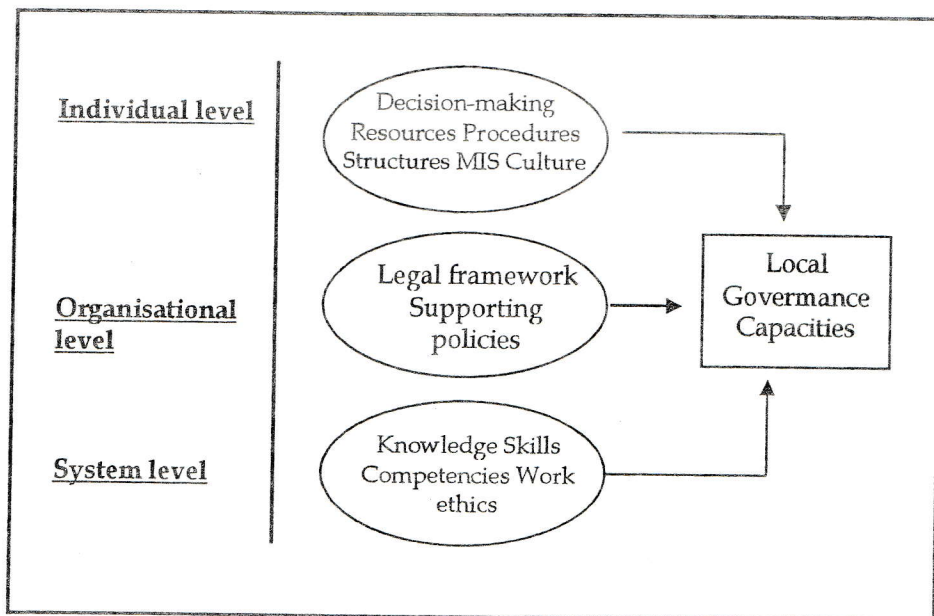 Individual level
Decision-making
Resources Procedures
Structures MIS Culture
Organisational
level
Legal framework
Supporting
policies
Local
Governance
Capacities
System level
Knowledge Skills
Competencies Work
ethics